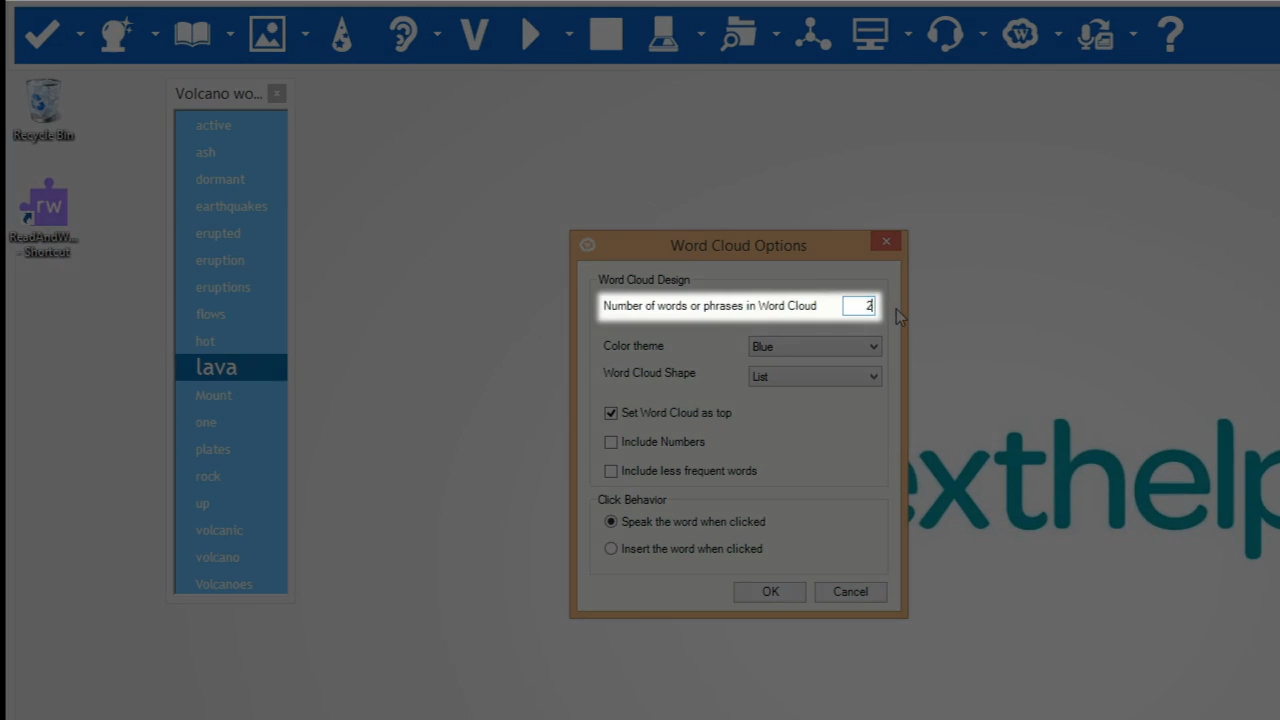 V
W
?
Recycle Bin
rw
ReadAndW...
- Shortcut
Volcano wo...
active
ash
dormant
earthquakes
erupted
eruption
eruptions
flows
hot
lava
Mount
one
plates
rock
up
volcanic
volcano
Volcanoes
Word Cloud Options
Word Cloud Design
Number of words or phrases in Word Cloud 2
Color theme Blue
Word Cloud Shape List
Set Word Cloud as top
Include Numbers
Include less frequent words
Click Behavior
Speak the word when clicked
Insert the word when clicked
OK Cancel
exthelp